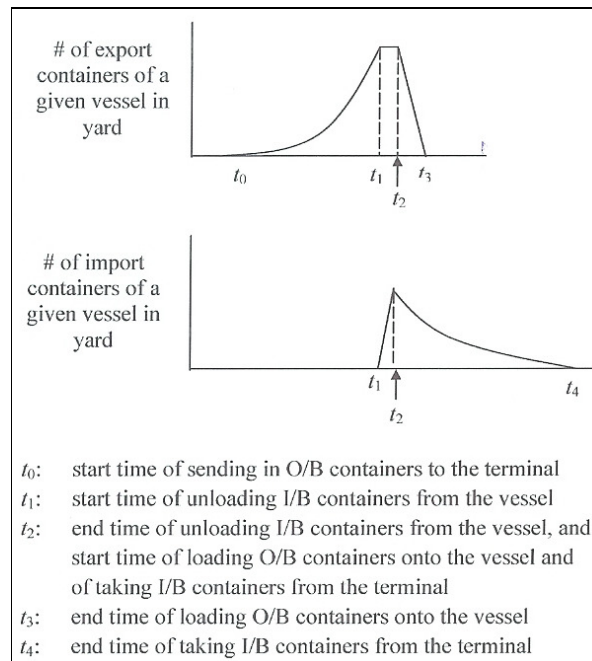 # of export
containers of a
given vessel in
yard
t0
t1
t3
t2
# of import
containers of a
given vessel in
yard
t1
t4
t2
t0: start time of sending in O/B containers to the terminal
t1: start time of unloading I/B containers from the vessel
t2: end time of unloading I/B containers from the vessel, and
start time of loading O/B containers onto the vessel and
of taking I/B containers from the terminal
t3: end time of loading O/B containers onto the vessel
t4: end time of taking I/B containers from the terminal